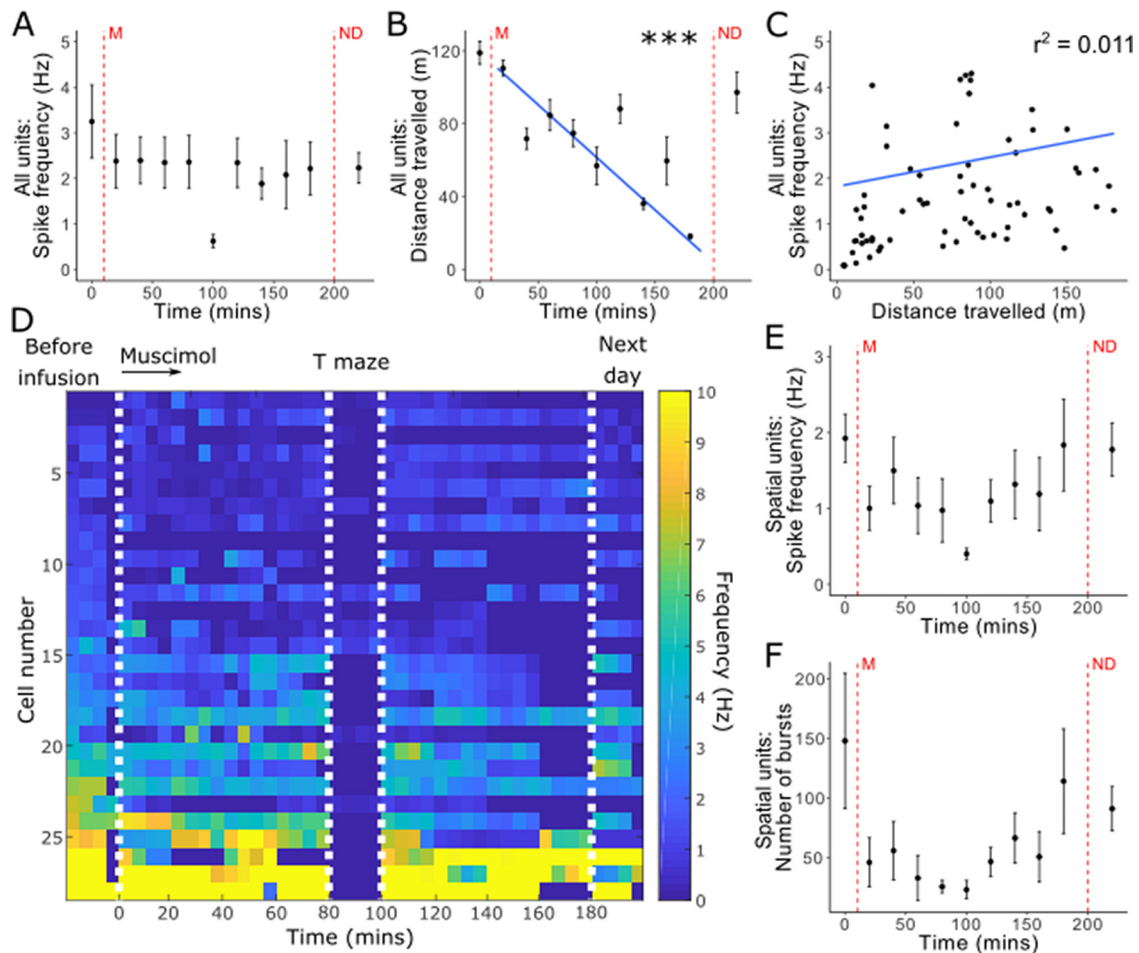 A
M
ND
All units:
Spike frequency (Hz)
5
4
3
2
1
0
0
50
100
150
200
Time (mins)
B
M
***
ND
All units:
Distance travelled (m)
120
80
40
0
0
50
100
150
200
Time (mins)
C
r² = 0.011
All units:
Spike frequency (Hz)
5
4
3
2
1
0
0
50
100
150
Distance travelled (m)
D
Before
infusion
Muscimol
T maze
Next
day
Cell number
5
10
15
20
25
0
20
40
60
80
100
120
140
160
180
Time (mins)
10
9
8
7
6
5
4
3
2
1
0
Frequency (Hz)
E
M
ND
Spatial units:
Spike frequency (Hz)
3
2
1
0
0
50
100
150
200
Time (mins)
F
M
ND
Spatial units:
Number of bursts
200
150
100
50
0
50
100
150
200
Time (mins)